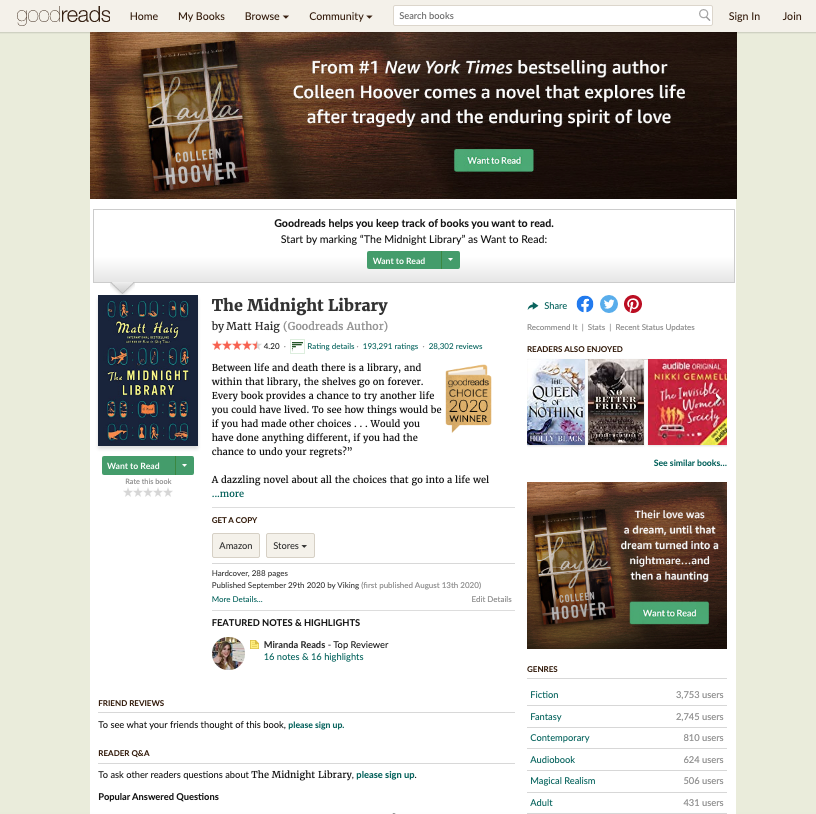 goodreads Home My Books Browse Community Search books Sign In Join
Layla
COLLEEN
HOOVER
From #1 New York Times bestselling author
Colleen Hoover comes a novel that explores life
after tragedy and the enduring spirit of love
Want to Read
Goodreads helps you keep track of books you want to read.
Start by marking “The Midnight Library” as Want to Read:
Want to Read
Matt Haig
The MIDNIGHT
LIBRARY
Want to Read
Rate this book
The Midnight Library
by Matt Haig (Goodreads Author)
4.20 · Rating details · 193,291 ratings · 28,302 reviews
Between life and death there is a library, and
within that library, the shelves go on forever.
Every book provides a chance to try another life
you could have lived. To see how things would be
if you had made other choices . . . Would you
have done anything different, if you had the
chance to undo your regrets?”
A dazzling novel about all the choices that go into a life wel
...more
goodreads
CHOICE
2020
WINNER
GET A COPY
Amazon Stores
Hardcover, 288 pages
Published September 29th 2020 by Viking (first published August 13th 2020)
More Details... Edit Details
FEATURED NOTES & HIGHLIGHTS
Miranda Reads - Top Reviewer
16 notes & 16 highlights
FRIEND REVIEWS
To see what your friends thought of this book, please sign up.
READER Q&A
To ask other readers questions about The Midnight Library, please sign up.
Popular Answered Questions
Share
Recommend It | Stats | Recent Status Updates
READERS ALSO ENJOYED
THE
QUEEN
OF
NOTHING
HOLLY BLACK
NO
BETTER
FRIEND
audible ORIGINAL
NIKKI GEMMELL
The Invisible
Women's
Society
See similar books...
Layla
COLLEEN
HOOVER
Their love was
a dream, until that
dream turned into a
nightmare...and
then a haunting
Want to Read
GENRES
Fiction 3,753 users
Fantasy 2,745 users
Contemporary 810 users
Audiobook 624 users
Magical Realism 506 users
Adult 431 users